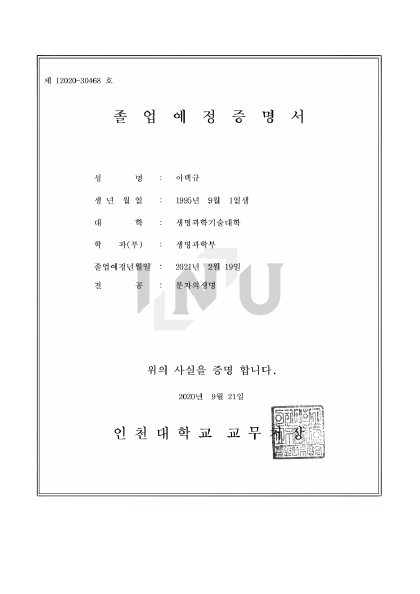 제 I2020-30468 호
졸 업 예 정 증 명 서
성 명 : 이택규
생 년 월 일 : 1995년 9월 1일생
대 학 : 생명과학기술대학
학 과(부) : 생명과학부
졸업예정년월일 : 2021년 2월 19일
전 공 : 분자의생명
INU
위의 사실을 증명 합니다.
2020년 9월 21일
인 천 대 학 교 교 무 처 장